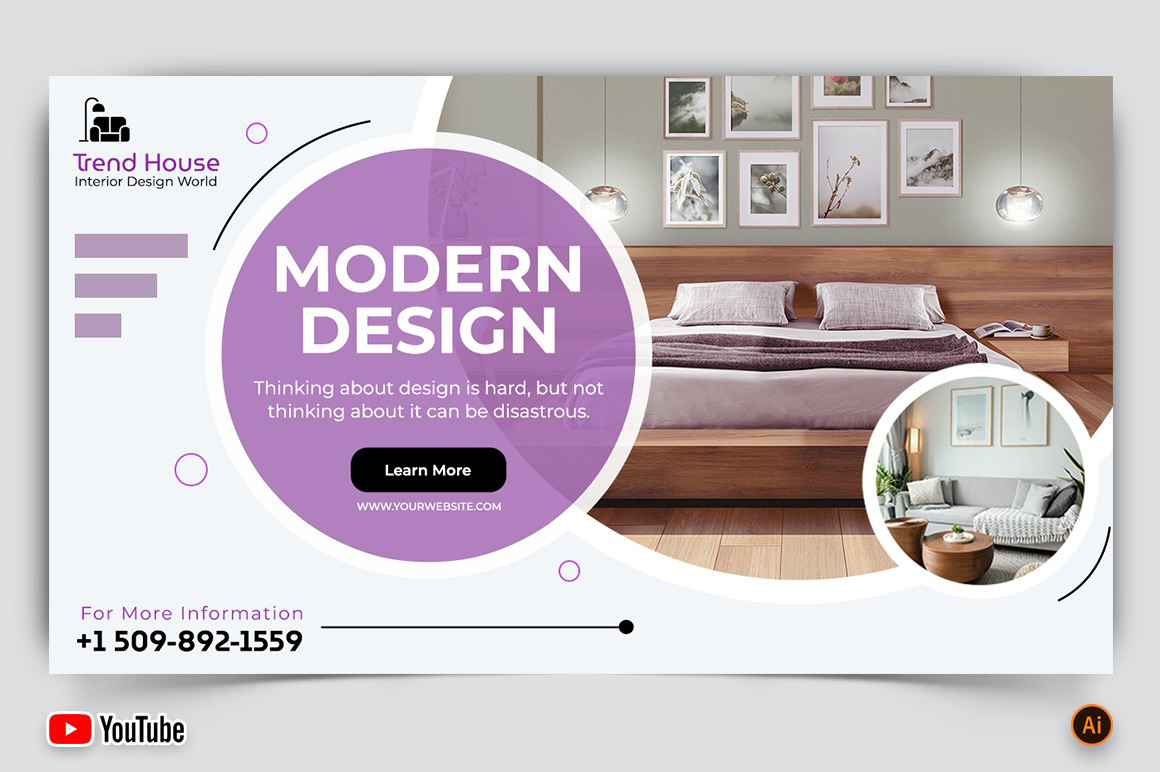 Trend House
Interior Design World
MODERN
DESIGN
Thinking about design is hard, but not
thinking about it can be disastrous.
Learn More
WWW.YOURWEBSITE.COM
For More Information
+1 509-892-1559
YouTube
Ai